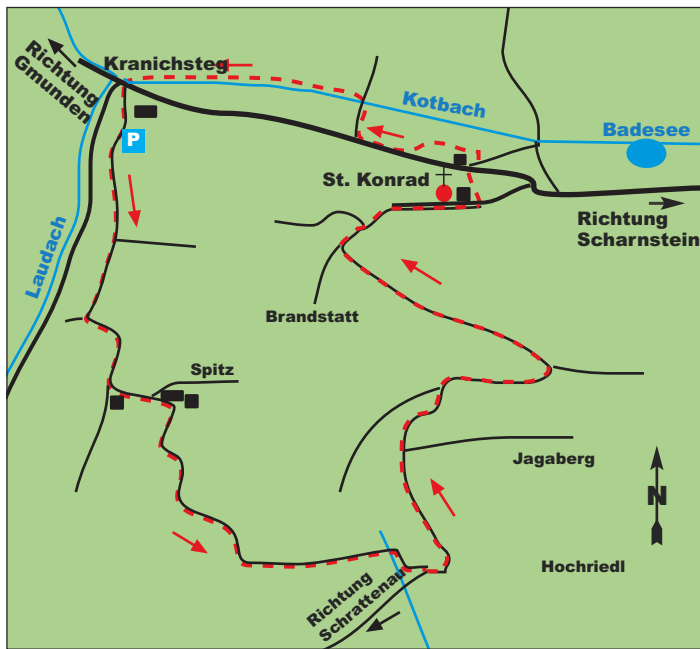 Richtung
Gmunden
Kranichsteg
Kotbach
Badesee
P
St. Konrad
Richtung
Scharnstein
Laudach
Brandstatt
Spitz
Jagaberg
N
Hochriedl
Richtung
Schrattenau